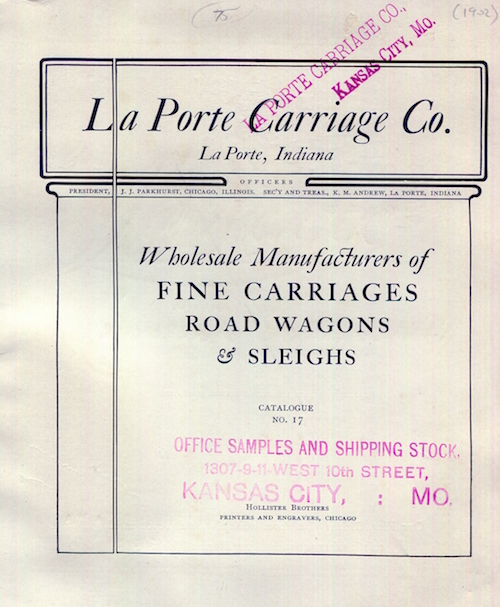 (1902)
LA PORTE CARRIAGE CO.,
KANSAS CITY, Mo.
La Porte Carriage Co.
La Porte, Indiana
OFFICERS
PRESIDENT, J. J. PARKHURST, CHICAGO, ILLINOIS. SEC'Y AND TREAS., K. M. ANDREW, LA PORTE, INDIANA
Wholesale Manufacturers of
FINE CARRIAGES
ROAD WAGONS
& SLEIGHS
CATALOGUE
NO. 17
OFFICE SAMPLES AND SHIPPING STOCK,
1307-9-11-WEST 10th STREET,
KANSAS CITY, : MO.
HOLLISTER BROTHERS
PRINTERS AND ENGRAVERS, CHICAGO